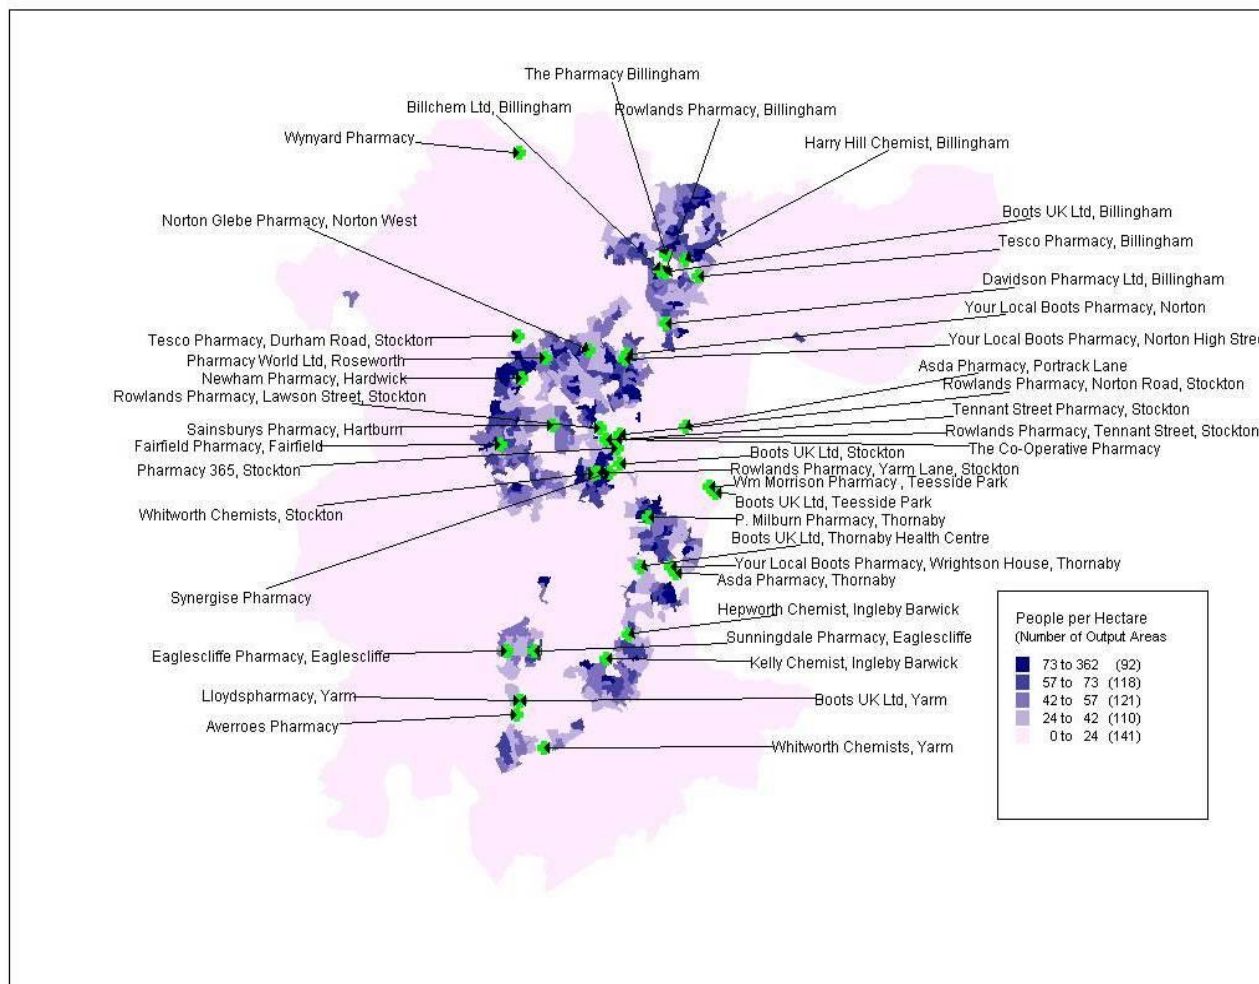 The Pharmacy Billingham
Billchem Ltd, Billingham
Rowlands Pharmacy, Billingham
Wynyard Pharmacy
Harry Hill Chemist, Billingham
Norton Glebe Pharmacy, Norton West
Boots UK Ltd, Billingham
Tesco Pharmacy, Billingham
Davidson Pharmacy Ltd, Billingham
Your Local Boots Pharmacy, Norton
Tesco Pharmacy, Durham Road, Stockton
Your Local Boots Pharmacy, Norton High Stree
Pharmacy World Ltd, Roseworth
Asda Pharmacy, Portrack Lane
Newham Pharmacy, Hardwick
Rowlands Pharmacy, Norton Road, Stockton
Rowlands Pharmacy, Lawson Street, Stockton
Tennant Street Pharmacy, Stockton
Sainsburys Pharmacy, Hartburn
Rowlands Pharmacy, Tennant Street, Stockton
Fairfield Pharmacy, Fairfield
The Co-Operative Pharmacy
Boots UK Ltd, Stockton
Pharmacy 365, Stockton
Rowlands Pharmacy, Yarm Lane, Stockton
Wm Morrison Pharmacy , Teesside Park
Boots UK Ltd, Teesside Park
Whitworth Chemists, Stockton
P. Milburn Pharmacy, Thornaby
Boots UK Ltd, Thornaby Health Centre
Your Local Boots Pharmacy, Wrightson House, Thornaby
Asda Pharmacy, Thornaby
Synergise Pharmacy
Hepworth Chemist, Ingleby Barwick
Sunningdale Pharmacy, Eaglescliffe
Eaglescliffe Pharmacy, Eaglescliffe
Kelly Chemist, Ingleby Barwick
Lloydspharmacy, Yarm
Boots UK Ltd, Yarm
Averroes Pharmacy
Whitworth Chemists, Yarm
People per Hectare
(Number of Output Areas
73 to 362 (92)
57 to 73 (118)
42 to 57 (121)
24 to 42 (110)
0 to 24 (141)